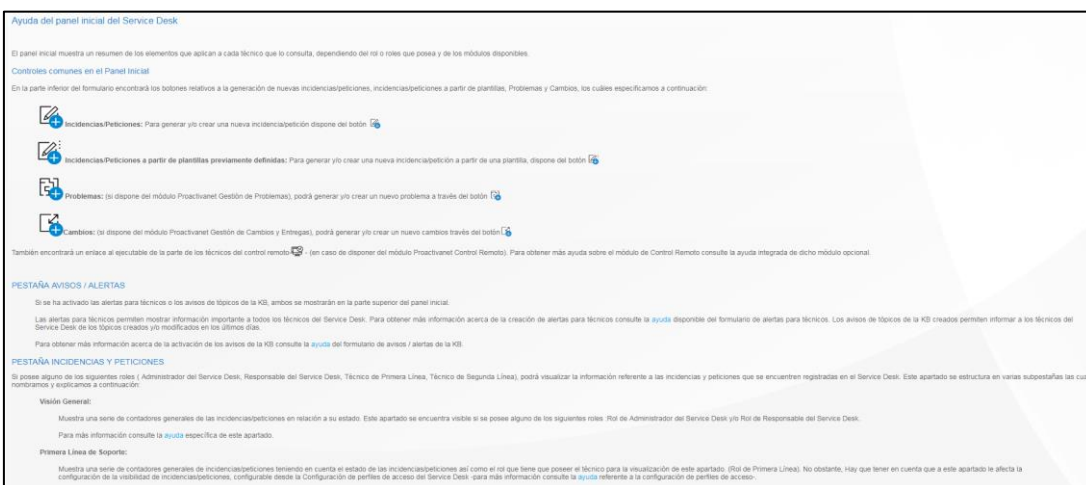 Ayuda del panel inicial del Service Desk
El panel inicial muestra un resumen de los elementos que aplican a cada técnico que lo consulta, dependiendo del rol o roles que posea y de los módulos disponibles.
Controles comunes en el Panel Inicial
En la parte inferior del formulario encontrará los botones relativos a la generación de nuevas incidencias/peticiones, incidencias/peticiones a partir de plantillas, Problemas y Cambios, los cuáles especificamos a continuación:
Incidencias/Peticiones: Para generar y/o crear una nueva incidencia/petición dispone del botón
Incidencias/Peticiones a partir de plantillas previamente definidas: Para generar y/o crear una nueva incidencia/petición a partir de una plantilla, dispone del botón
Problemas: (si dispone del módulo Proactivanet Gestión de Problemas), podrá generar y/o crear un nuevo problema a través del botón
Cambios: (si dispone del módulo Proactivanet Gestión de Cambios y Entregas), podrá generar y/o crear un nuevo cambios través del botón
También encontrará un enlace al ejecutable de la parte de los técnicos del control remoto - (en caso de disponer del módulo Proactivanet Control Remoto). Para obtener más ayuda sobre el módulo de Control Remoto consulte la ayuda integrada de dicho módulo opcional.
PESTAÑA AVISOS / ALERTAS
Si se ha activado las alertas para técnicos o los avisos de tópicos de la KB, ambos se mostrarán en la parte superior del panel inicial.
Las alertas para técnicos permiten mostrar información importante a todos los técnicos del Service Desk. Para obtener más información acerca de la creación de alertas para técnicos consulte la ayuda disponible del formulario de alertas para técnicos. Los avisos de tópicos de la KB creados permiten informar a los técnicos del
Service Desk de los tópicos creados y/o modificados en los últimos días.
Para obtener más información acerca de la activación de los avisos de la KB consulte la ayuda del formulario de avisos / alertas de la KB.
PESTAÑA INCIDENCIAS Y PETICIONES
Si posee alguno de los siguientes roles ( Administrador del Service Desk, Responsable del Service Desk, Técnico de Primera Línea, Técnico de Segunda Línea), podrá visualizar la información referente a las incidencias y peticiones que se encuentren registradas en el Service Desk. Este apartado se estructura en varias subpestañas las cua
nombramos y explicamos a continuación:
Visión General:
Muestra una serie de contadores generales de las incidencias/peticiones en relación a su estado. Este apartado se encuentra visible si se posee alguno de los siguientes roles: Rol de Administrador del Service Desk y/o Rol de Responsable del Service Desk.
Para más información consulte la ayuda específica de este apartado.
Primera Línea de Soporte:
Muestra una serie de contadores generales de incidencias/peticiones teniendo en cuenta el estado de las incidencias/peticiones así como el rol que tiene que poseer el técnico para la visualización de este apartado. (Rol de Primera Línea). No obstante, Hay que tener en cuenta que a este apartado le afecta la
configuración de la visibilidad de incidencias/peticiones, configurable desde la Configuración de perfiles de acceso del Service Desk -para más información consulte la ayuda referente a la configuración de perfiles de acceso-.